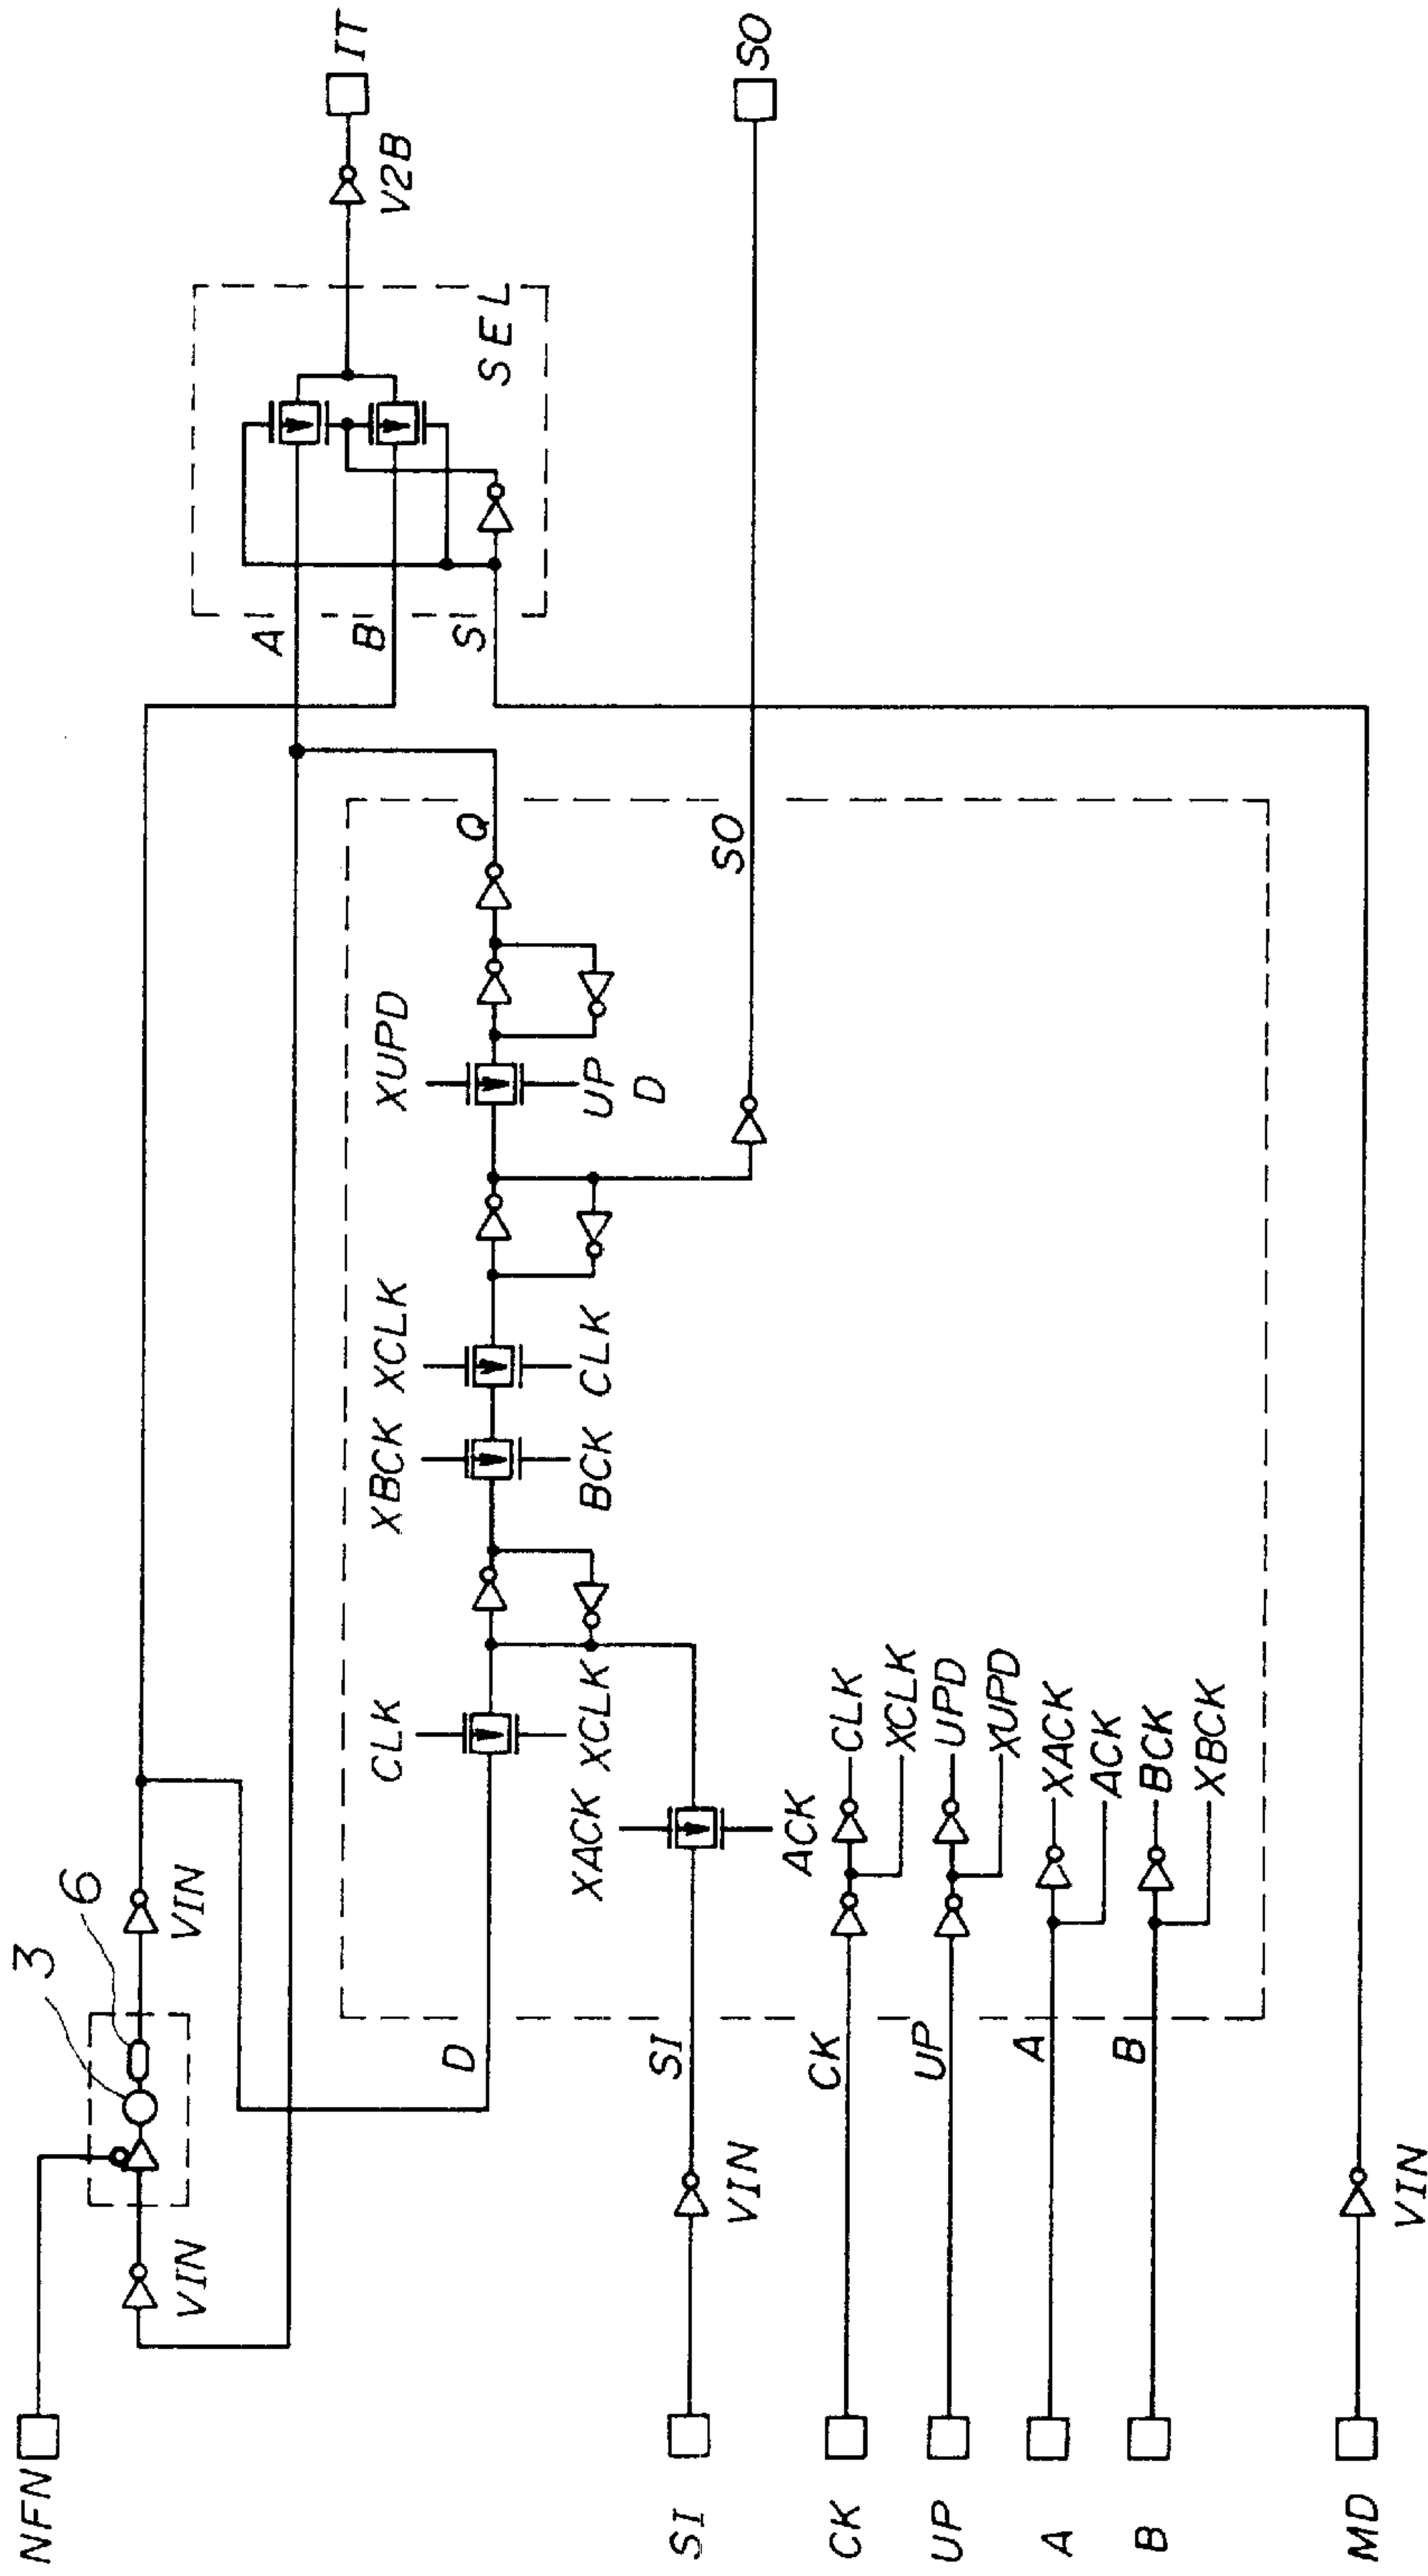 NFN
VIN
3
6
VIN
A
B
S
SEL
V2B
IT
D
CLK
XCLK
XBCK
XCLK
BCK
CLK
XUPD
UP
D
Q
SI
VIN
SI
XACK
ACK
SO
SO
CK
CK
CLK
XCLK
UP
UP
UPD
XUPD
A
A
XACK
ACK
B
B
BCK
XBCK
MD
VIN